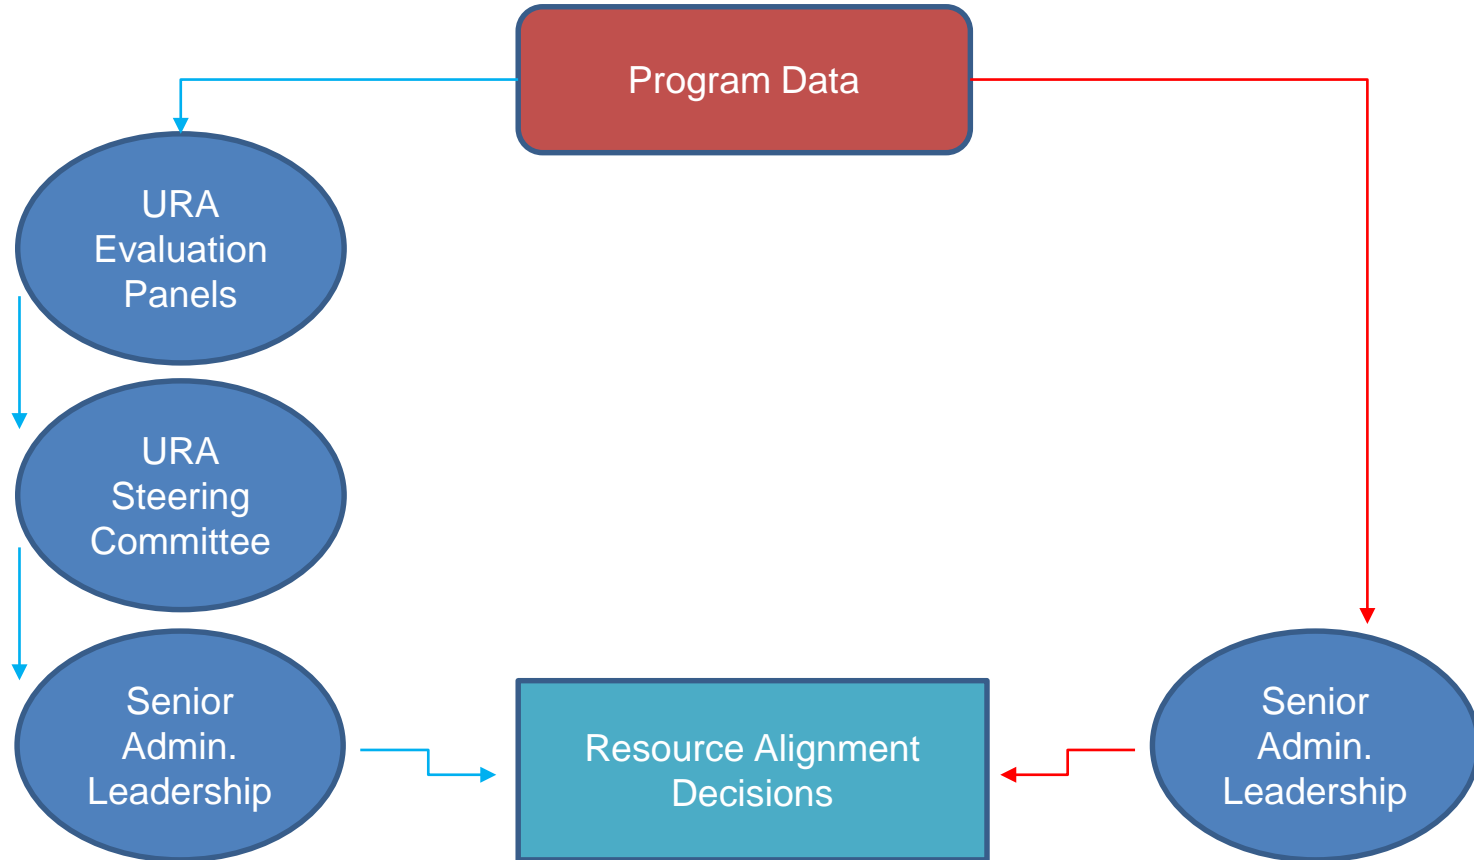 Program Data
URA
Evaluation
Panels
URA
Steering
Committee
Senior
Admin.
Leadership
Resource Alignment
Decisions
Senior
Admin.
Leadership